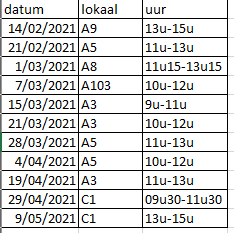 datum lokaal uur
14/02/2021 A9 13u-15u
21/02/2021 A5 11u-13u
1/03/2021 A8 11u15-13u15
7/03/2021 A103 10u-12u
15/03/2021 A3 9u-11u
21/03/2021 A3 10u-12u
28/03/2021 A5 11u-13u
4/04/2021 A5 10u-12u
19/04/2021 A3 11u-13u
29/04/2021 C1 09u30-11u30
9/05/2021 C1 13u-15u